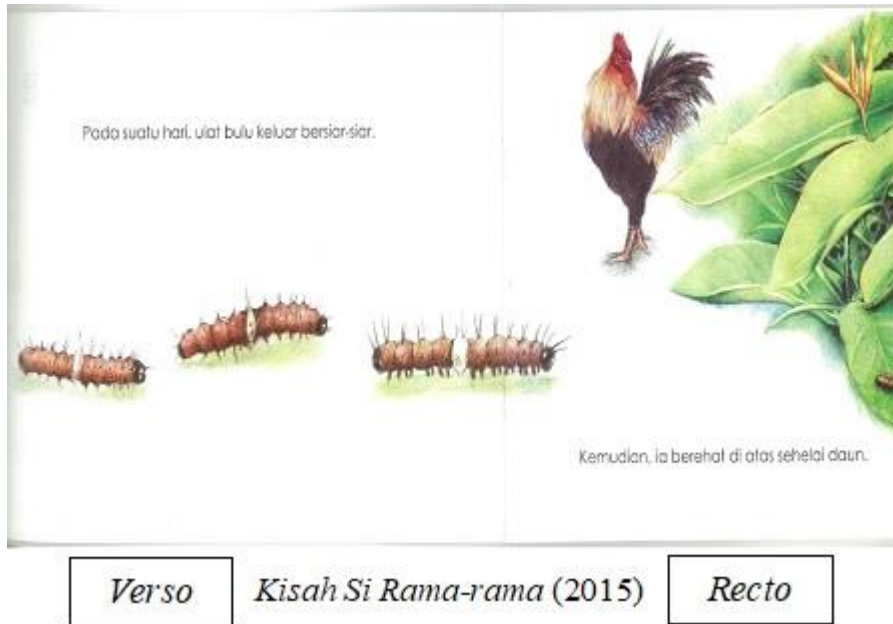 Pada suatu hari, ulat bulu keluar bersiar-siar.
Kemudian, ia berehat di atas sehelai daun.
Verso
Kisah Si Rama-rama (2015)
Recto